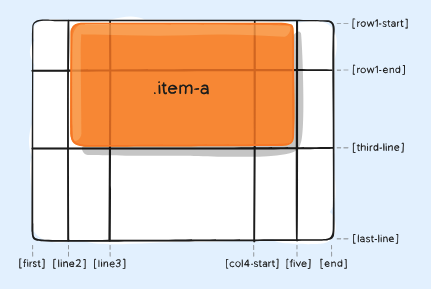 [row1-start]
[row1-end]
.item-a
[third-line]
[last-line]
[first] [line2] [line3] [col4-start] [five] [end]